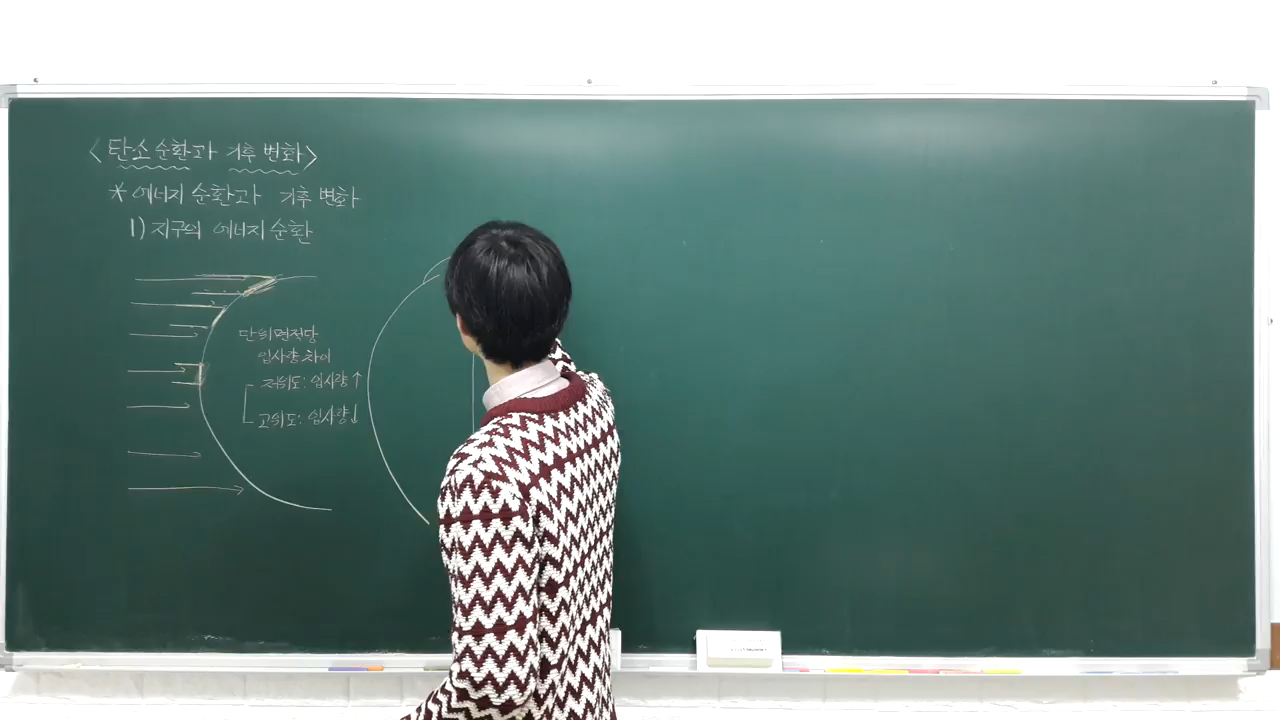 <탄소 순환과 기후 변화>
* 에너지 순환과 기후 변화
1) 지구의 에너지 순환
단위면적당
입사량 차이
저위도: 입사량↑
고위도: 입사량↓